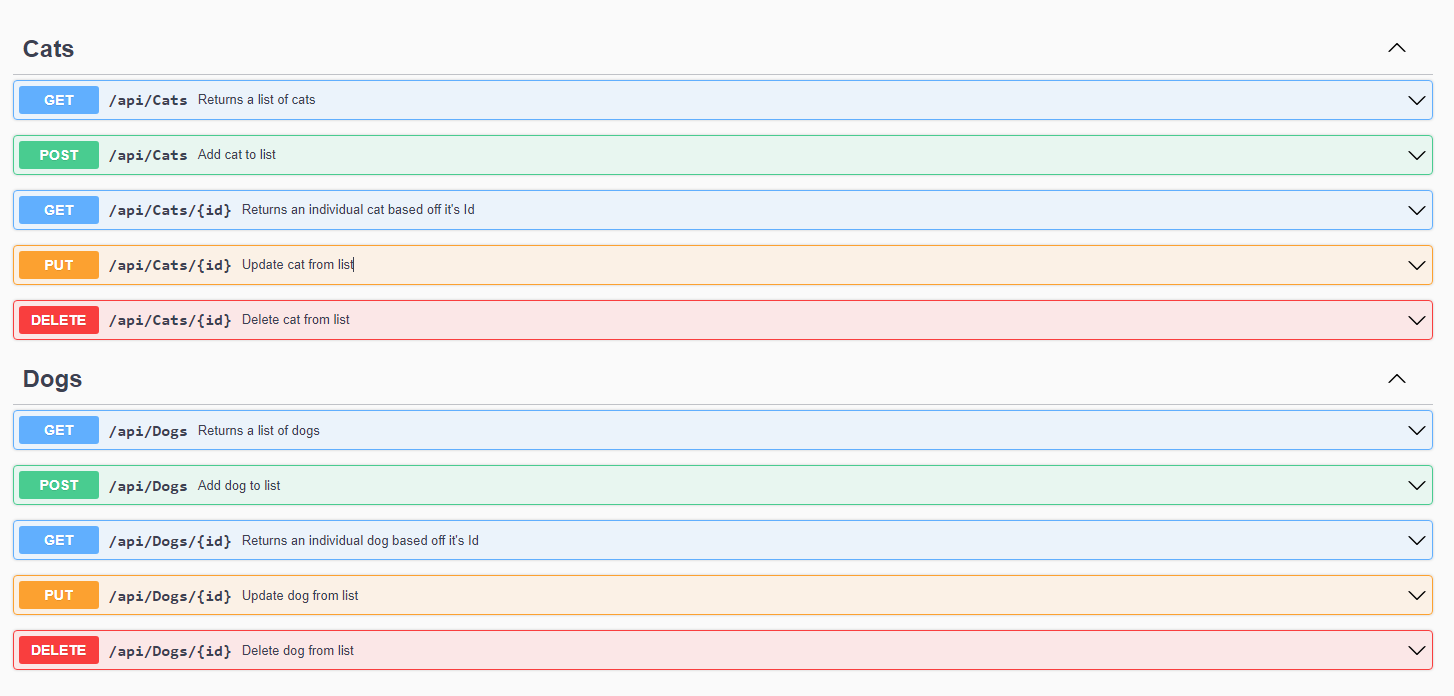 Cats
GET /api/Cats Returns a list of cats
POST /api/Cats Add cat to list
GET /api/Cats/{id} Returns an individual cat based off it's Id
PUT /api/Cats/{id} Update cat from list
DELETE /api/Cats/{id} Delete cat from list
Dogs
GET /api/Dogs Returns a list of dogs
POST /api/Dogs Add dog to list
GET /api/Dogs/{id} Returns an individual dog based off it's Id
PUT /api/Dogs/{id} Update dog from list
DELETE /api/Dogs/{id} Delete dog from list